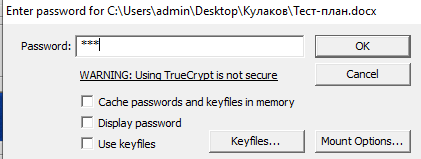 Enter password for C:\Users\admin\Desktop\Кулаков\Тест-план.docx
Password: *** OK
WARNING: Using TrueCrypt is not secure Cancel
Cache passwords and keyfiles in memory
Display password
Use keyfiles Keyfiles... Mount Options...